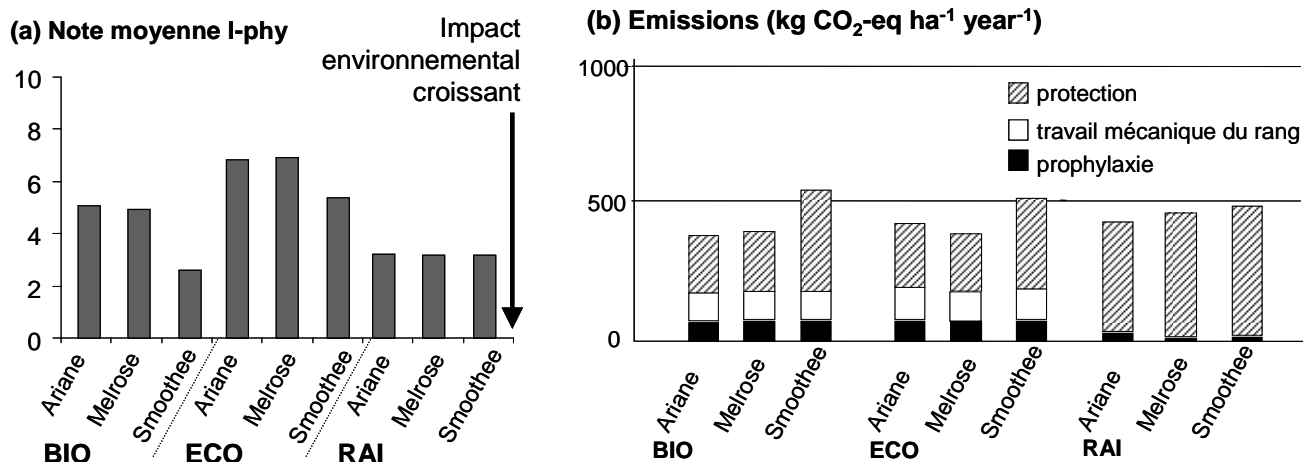 (a) Note moyenne I-phy
Impact
environnemental
croissant
10
8
6
4
2
0
Ariane
Melrose
Smoothee
Ariane
Melrose
Smoothee
Ariane
Melrose
Smoothee
BIO
ECO
RAI
(b) Emissions (kg CO₂-eq ha⁻¹ year⁻¹)
1000
500
0
protection
travail mécanique du rang
prophylaxie
Ariane
Melrose
Smoothee
Ariane
Melrose
Smoothee
Ariane
Melrose
Smoothee
BIO
ECO
RAI